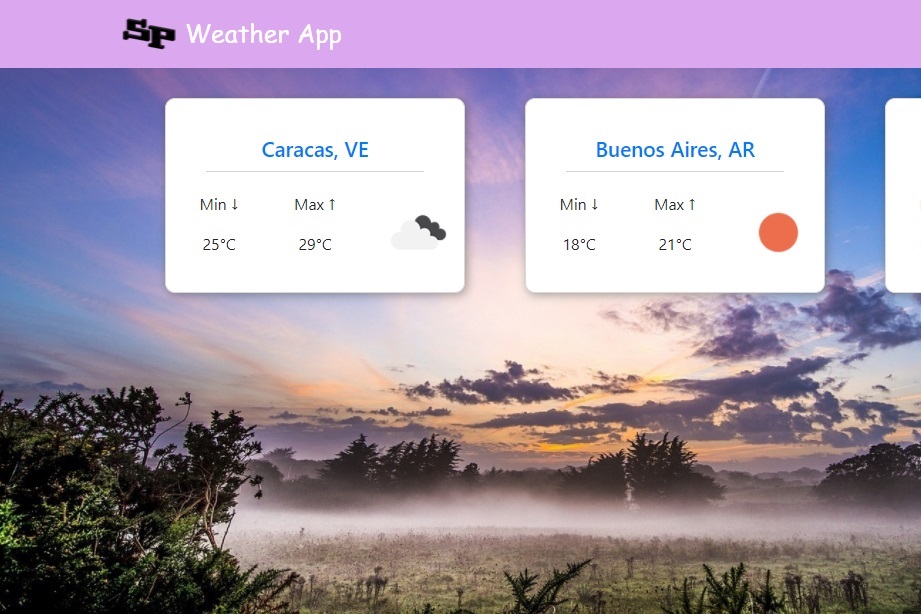 SP Weather App
Caracas, VE
Min ↓ Max ↑
25°C 29°C
Buenos Aires, AR
Min ↓ Max ↑
18°C 21°C